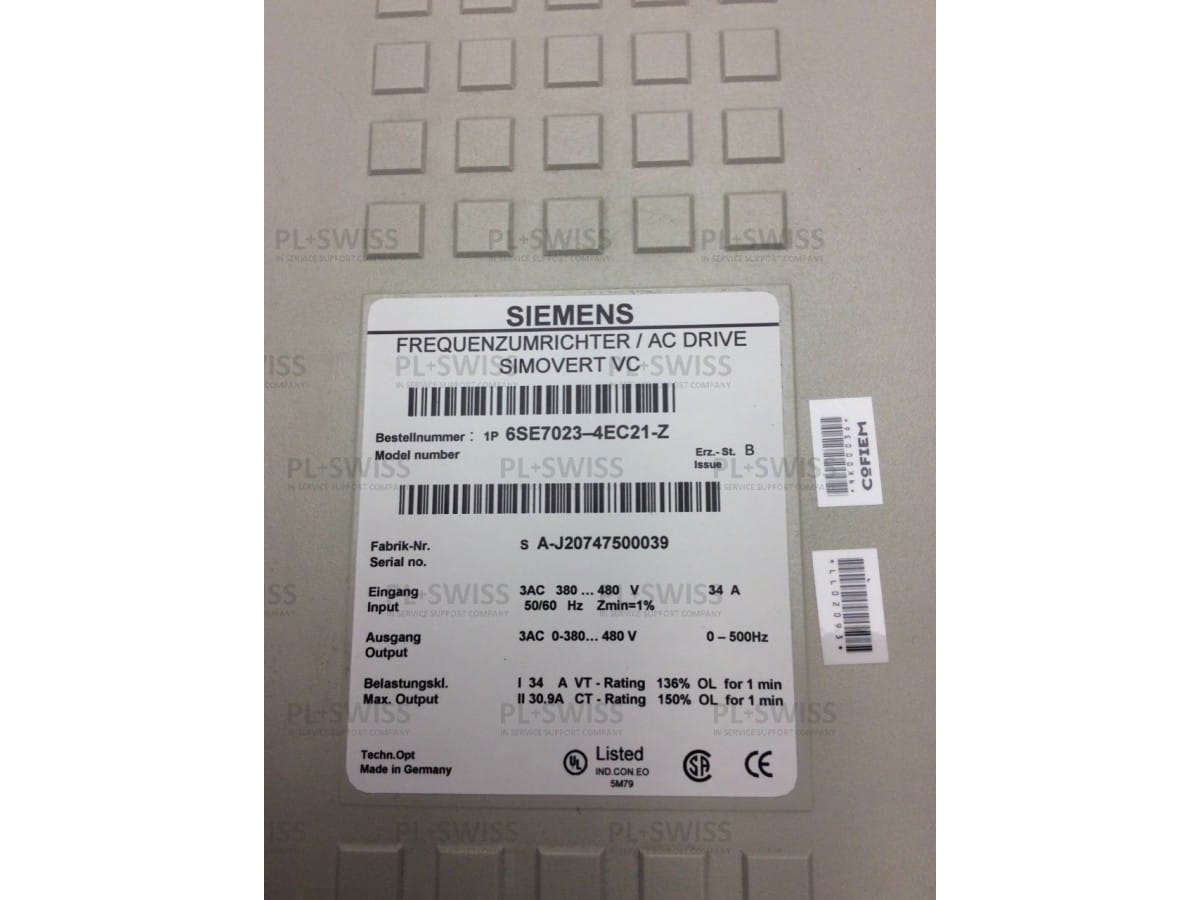 SIEMENS
FREQUENZUMRICHTER / AC DRIVE
SIMOVERT VC
Bestellnummer : 1P 6SE7023–4EC21-Z
Model number
Erz.- St. B
Issue
Fabrik-Nr. S A-J20747500039
Serial no.
Eingang 3AC 380 ... 480 V 34 A
Input 50/60 Hz Zmin=1%
Ausgang 3AC 0-380... 480 V 0 – 500Hz
Output
Belastungskl. I 34 A VT - Rating 136% OL for 1 min
Max. Output II 30.9A CT - Rating 150% OL for 1 min
Techn.Opt
Made in Germany
UL Listed
IND.CON.EO
5M79
SA CE
COFIEM
*LL02093*
PL+SWISS
IN SERVICE SUPPORT COMPANY